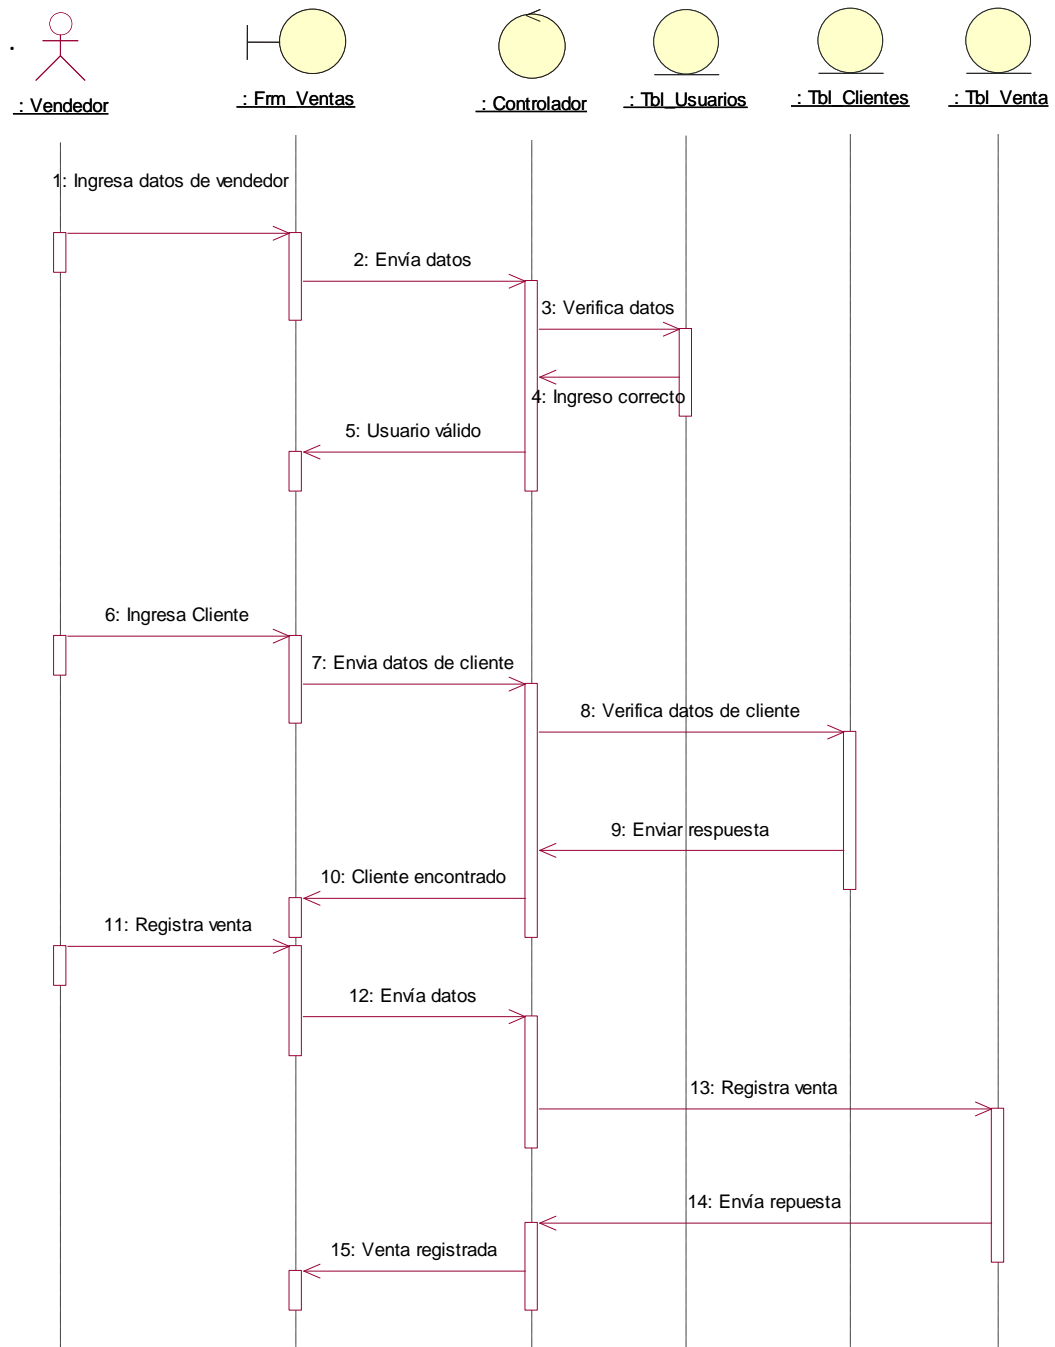 .
: Vendedor
: Frm_Ventas
: Controlador
: Tbl_Usuarios
: Tbl_Clientes
: Tbl_Venta
1: Ingresa datos de vendedor
2: Envía datos
3: Verifica datos
4: Ingreso correcto
5: Usuario válido
6: Ingresa Cliente
7: Envia datos de cliente
8: Verifica datos de cliente
9: Enviar respuesta
10: Cliente encontrado
11: Registra venta
12: Envía datos
13: Registra venta
14: Envía repuesta
15: Venta registrada